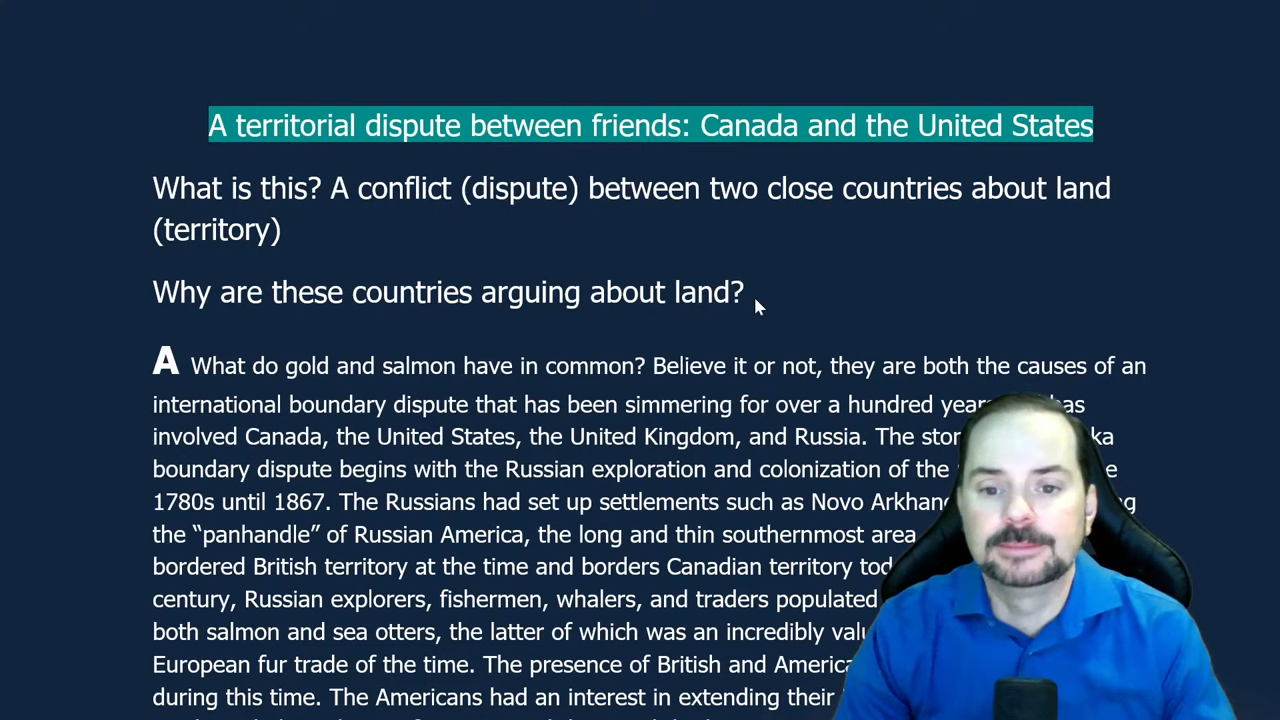 A territorial dispute between friends: Canada and the United States
What is this? A conflict (dispute) between two close countries about land
(territory)
Why are these countries arguing about land?
A What do gold and salmon have in common? Believe it or not, they are both the causes of an
international boundary dispute that has been simmering for over a hundred has
involved Canada, the United States, the United Kingdom, and Russia. The
boundary dispute begins with the Russian exploration and colonization of the
1780s until 1867. The Russians had set up settlements such as Novo
the “panhandle” of Russian America, the long and thin southernmost area
bordered British territory at the time and borders Canadian territory
century, Russian explorers, fishermen, whalers, and traders populated
both salmon and sea otters, the latter of which was an incredibly
European fur trade of the time. The presence of British and
during this time. The Americans had an interest in extending their